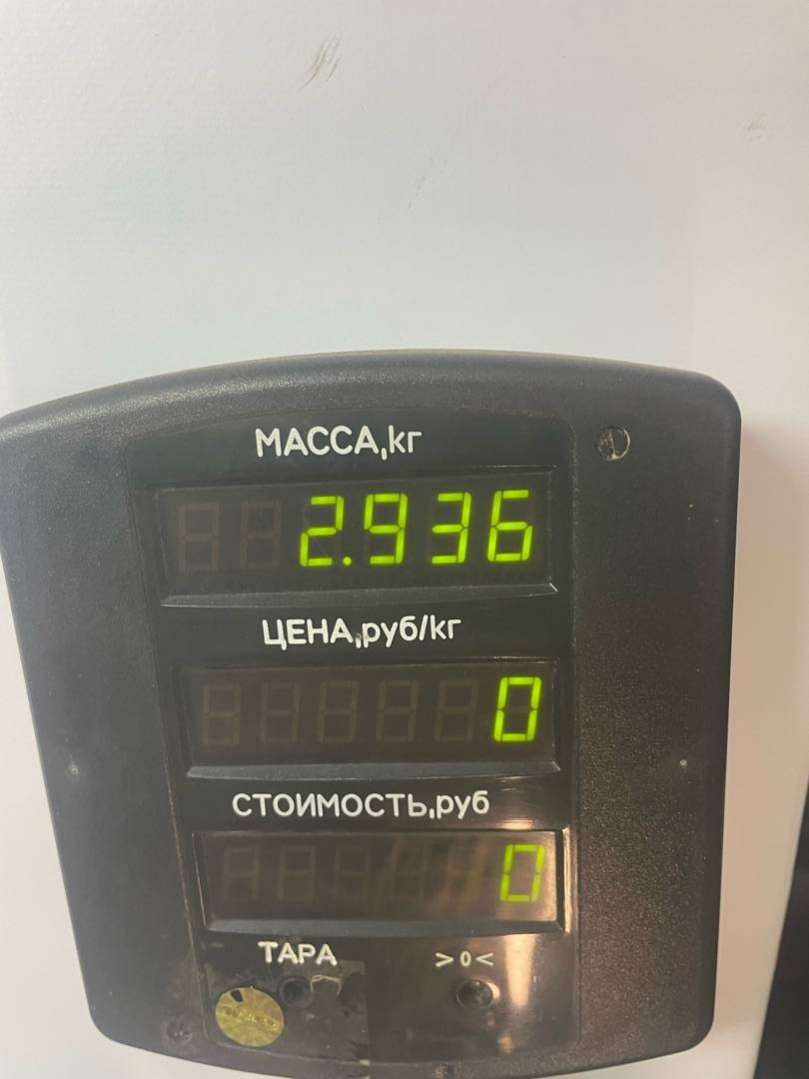 МАССА,кг
2.936
ЦЕНА,руб/кг
0
СТОИМОСТЬ,руб
0
ТАРА >0<